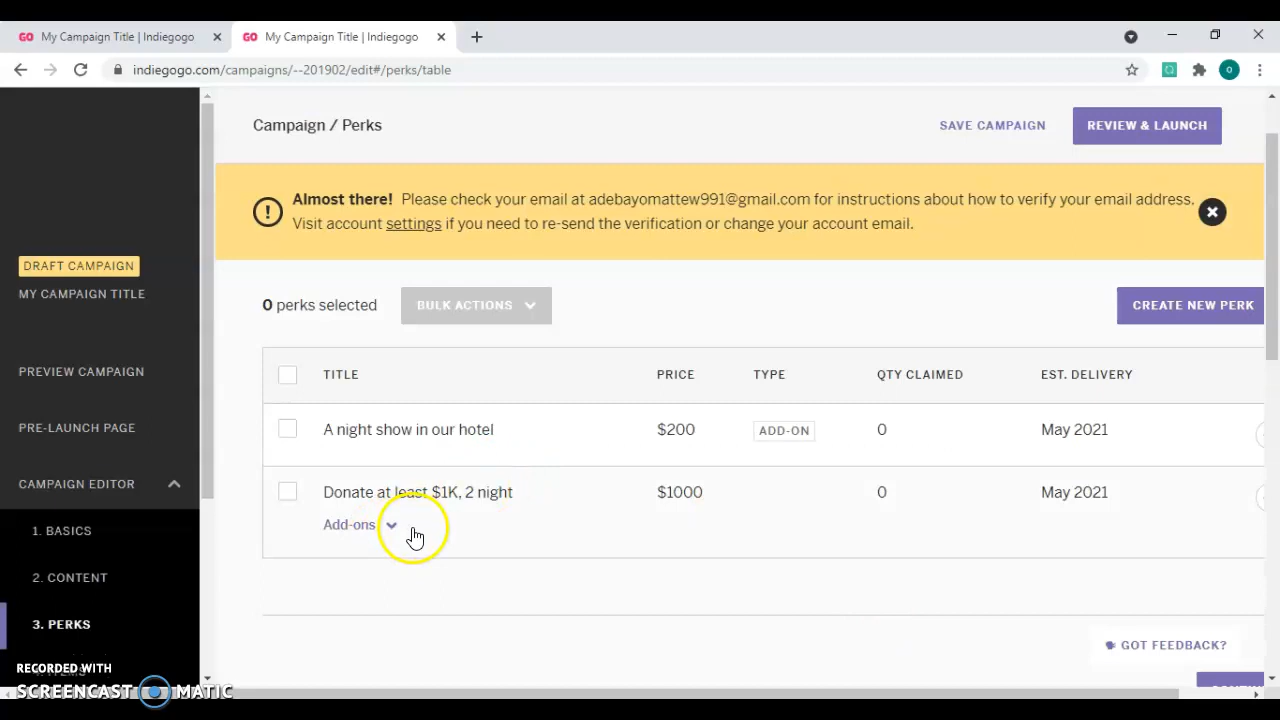 GO My Campaign Title | Indiegogo
GO My Campaign Title | Indiegogo
indiegogo.com/campaigns/--201902/edit#/perks/table
O
Campaign / Perks
SAVE CAMPAIGN
REVIEW & LAUNCH
Almost there! Please check your email at adebayomattew991@gmail.com for instructions about how to verify your email address.
Visit account settings if you need to re-send the verification or change your account email.
DRAFT CAMPAIGN
MY CAMPAIGN TITLE
PREVIEW CAMPAIGN
PRE-LAUNCH PAGE
CAMPAIGN EDITOR
1. BASICS
2. CONTENT
3. PERKS
0 perks selected
BULK ACTIONS
CREATE NEW PERK
TITLE PRICE TYPE QTY CLAIMED EST. DELIVERY
A night show in our hotel $200 ADD-ON 0 May 2021
Donate at least $1K, 2 night $1000 0 May 2021
Add-ons
GOT FEEDBACK?
RECORDED WITH
SCREENCAST MATIC